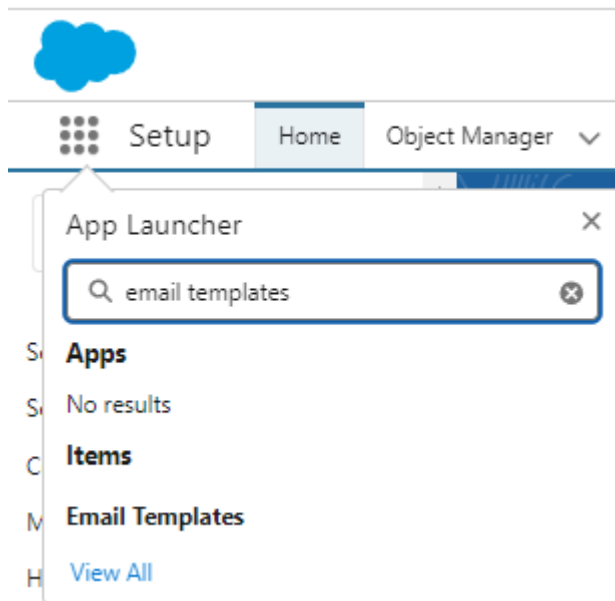 Setup Home Object Manager
App Launcher
email templates
Apps
No results
Items
Email Templates
View All